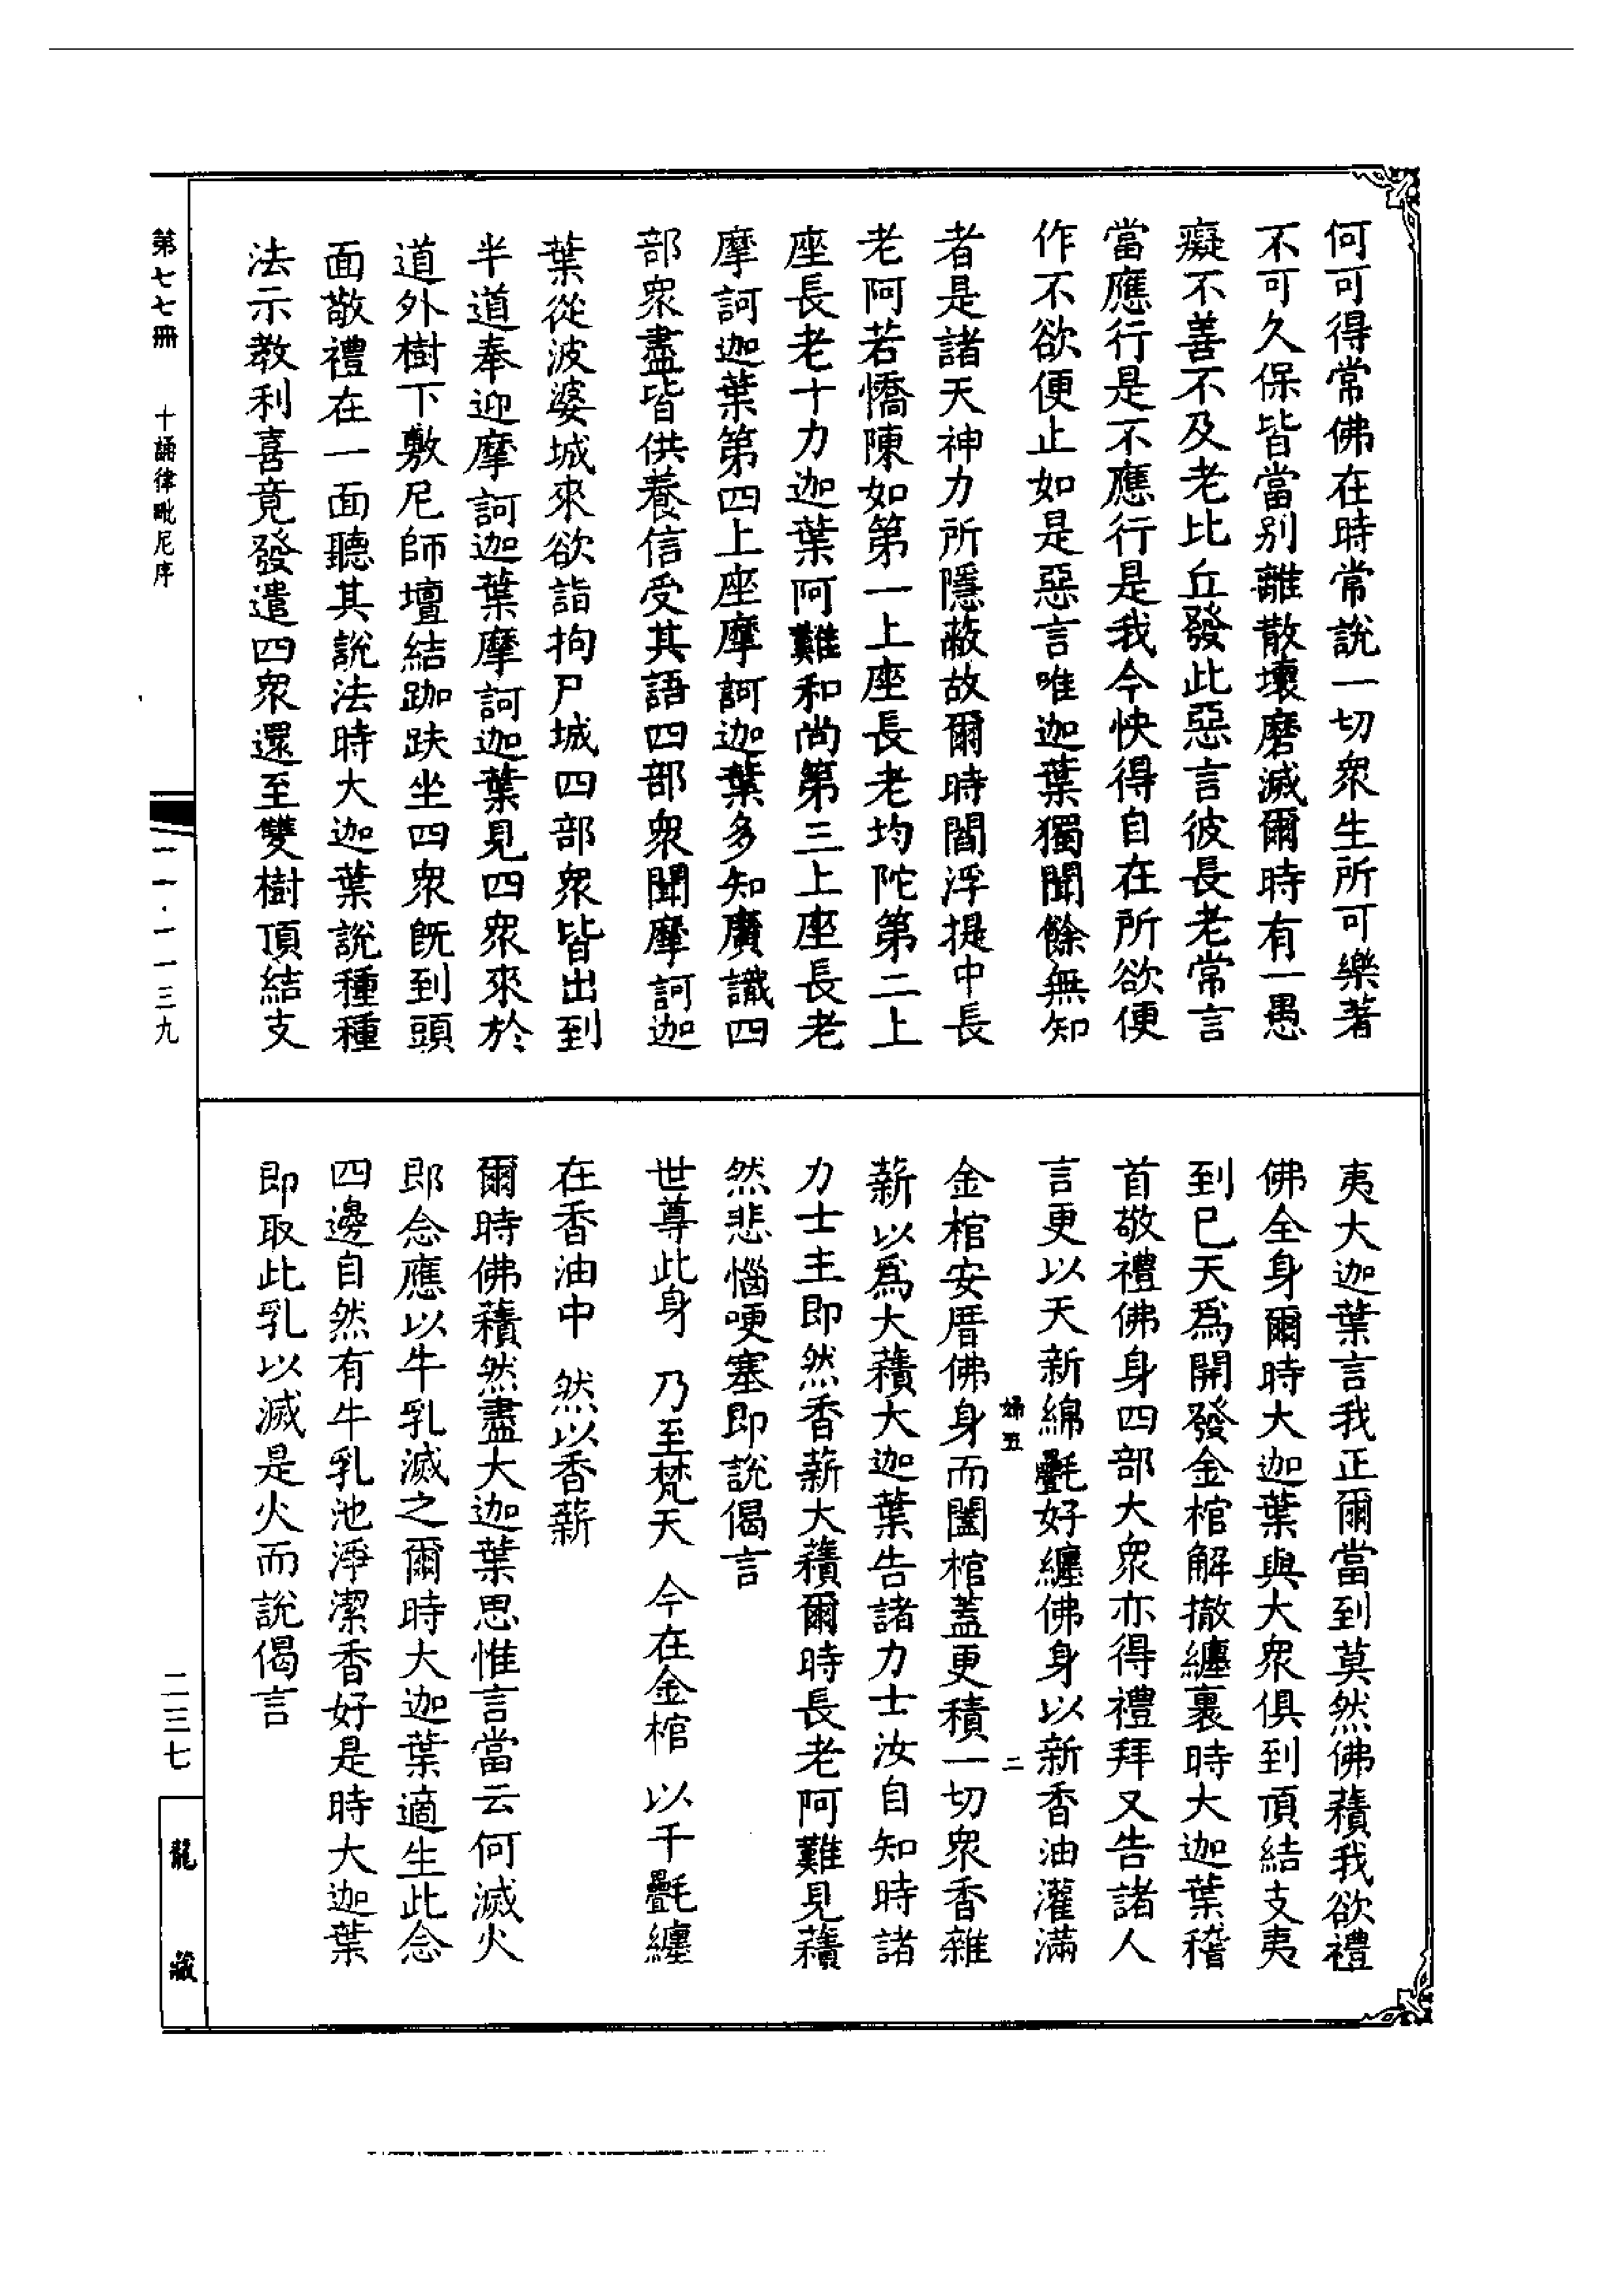 何可得常佛在時常說一切衆生所可樂著
不可久保皆當別離散壞磨滅爾時有一愚
癡不善不及老比丘發此惡言彼長老常言
當應行是不應行是我今快得自在所欲便
作不欲便止如是惡言唯迦葉獨聞餘無知
者是諸天神力所隱蔽故爾時閻浮提中長
老阿若憍陳如第一上座長老均陀第二上
座長老十力迦葉阿難和尚第三上座長老
摩訶迦葉第四上座摩訶迦葉多知廣識四
部衆盡皆供養信受其語四部衆聞摩訶迦
葉從波婆城來欲詣拘尸城四部衆皆出到
半道奉迎摩訶迦葉摩訶迦葉見四衆來於
道外樹下敷尼師壇結跏趺坐四衆旣到頭
面敬禮在一面聽其說法時大迦葉說種種
法示教利喜竟發遣四衆還至雙樹頂結支
夷大迦葉言我正爾當到莫然佛𧂐我欲禮
佛全身爾時大迦葉與大衆俱到頂結支夷
到已天爲開發金棺解撤纏裹時大迦葉稽
首敬禮佛身四部大衆亦得禮拜又告諸人
言更以天新綿㲲好纏佛身以新香油灌滿
婦五 二
金棺安厝佛身而闔棺蓋更積一切衆香雜
薪以爲大𧂐大迦葉告諸力士汝自知時諸
力士主即然香薪大𧂐爾時長老阿難見𧂐
然悲惱哽塞即說偈言
世尊此身 乃至梵天 今在金棺 以千㲲纏
在香油中 然以香薪
爾時佛𧂐然盡大迦葉思惟言當云何滅火
即念應以牛乳滅之爾時大迦葉適生此念
四邊自然有牛乳池淨潔香好是時大迦葉
即取此乳以滅是火而說偈言
第七七冊 十誦律毗尼序 一一·一一三九 二三七 龍藏